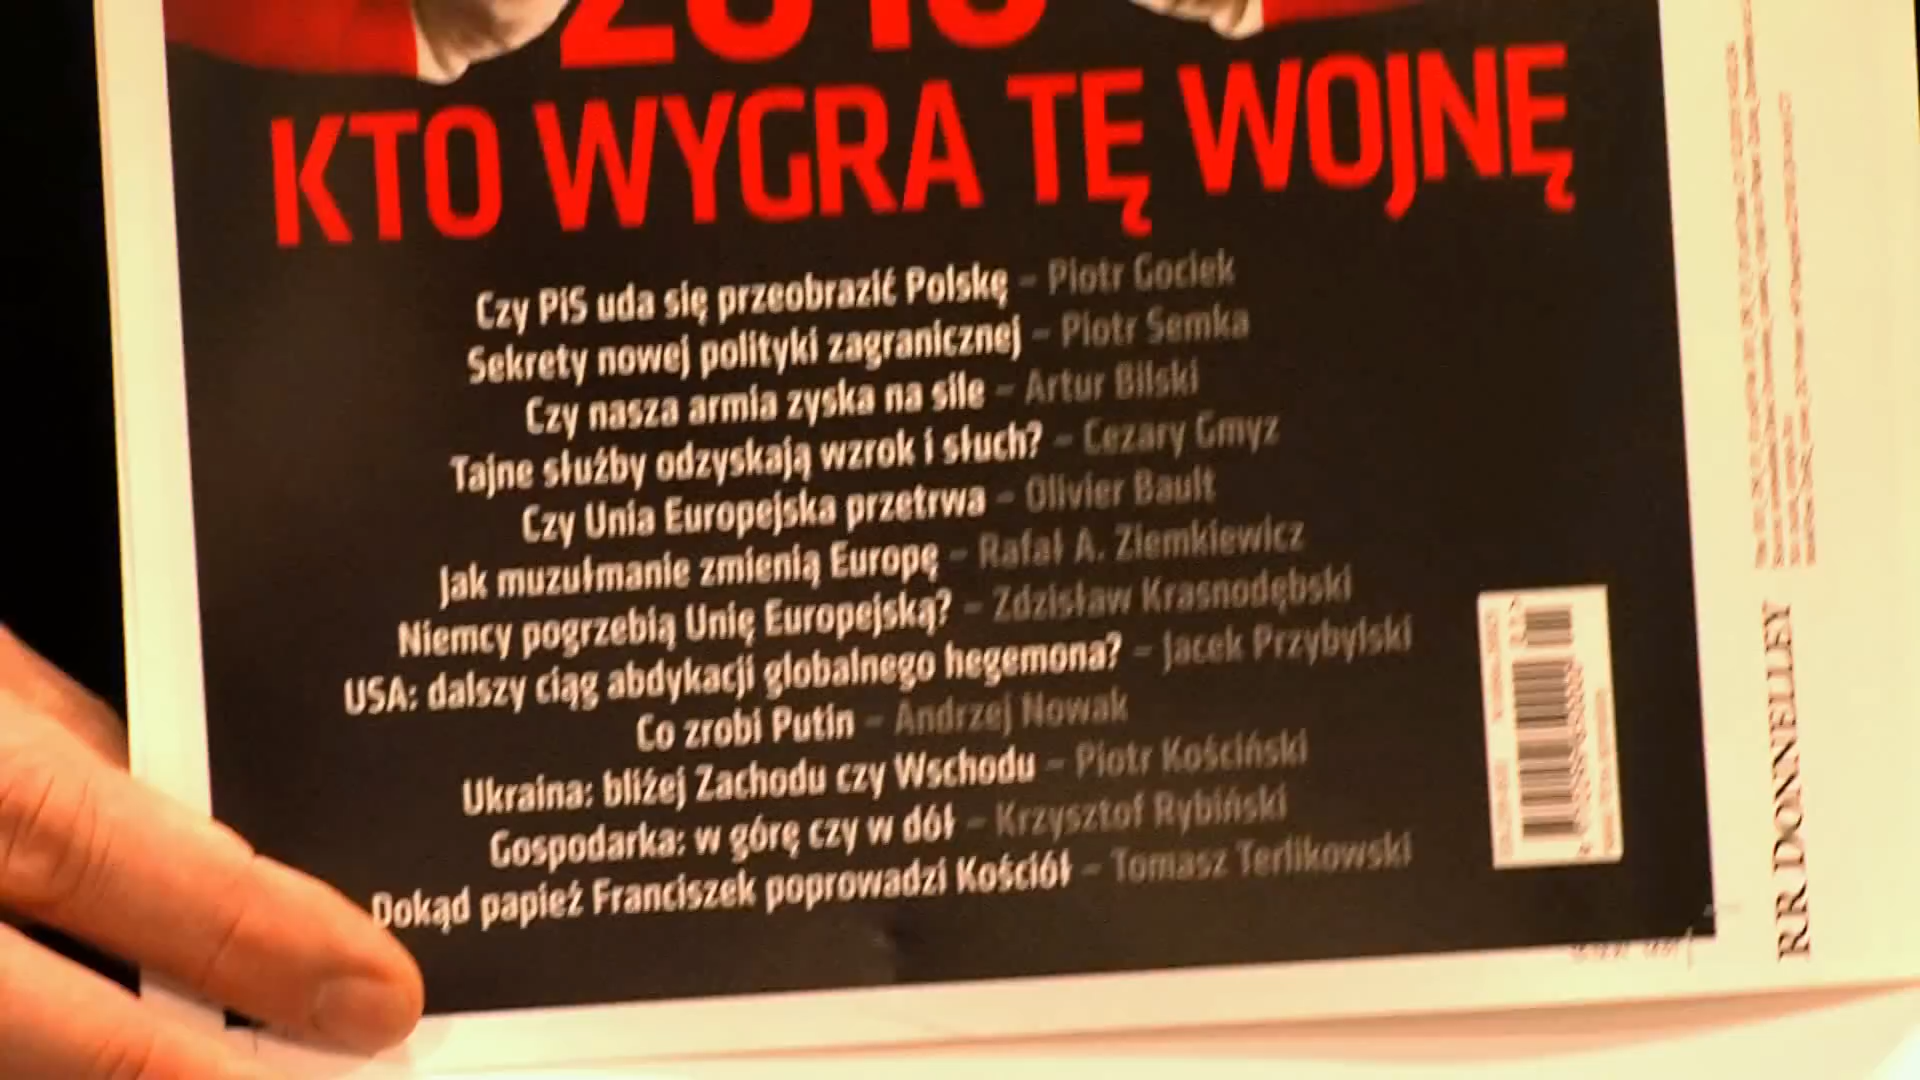 2016
KTO WYGRA TĘ WOJNĘ
Czy PiS uda się przeobrazić Polskę – Piotr Gociek
Sekrety nowej polityki zagranicznej – Piotr Semka
Czy nasza armia zyska na sile – Artur Bilski
Tajne służby odzyskają wzrok i słuch? – Cezary Gmyz
Czy Unia Europejska przetrwa – Olivier Bault
Jak muzułmanie zmienią Europę – Rafał A. Ziemkiewicz
Niemcy pogrzebią Unię Europejską? – Zdzisław Krasnodębski
USA: dalszy ciąg abdykacji globalnego hegemona? – Jacek Przybylski
Co zrobi Putin – Andrzej Nowak
Ukraina: bliżej Zachodu czy Wschodu – Piotr Kościński
Gospodarka: w górę czy w dół – Krzysztof Rybiński
Dokąd papież Franciszek poprowadzi Kościół – Tomasz Terlikowski
RR DONNELLEY